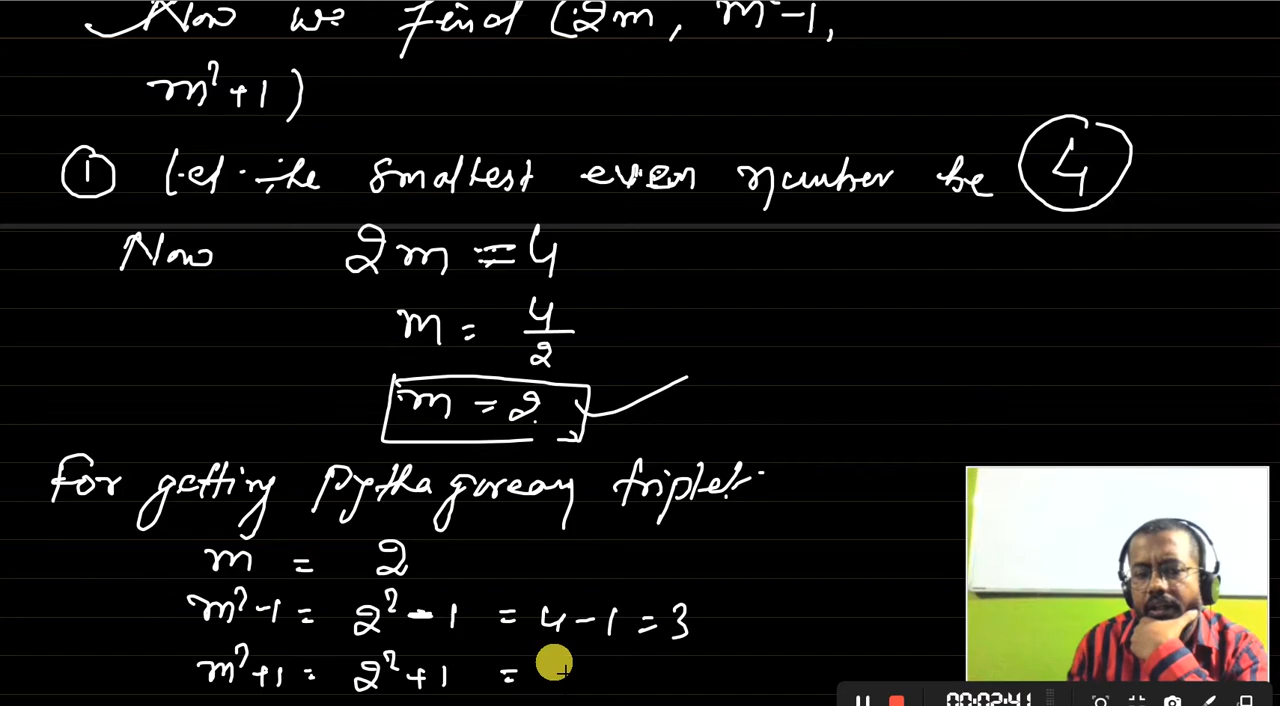 Now we find (2m, m²-1,
m²+1)
① Let the smallest even number be 4
Now 2m = 4
m = 4/2
m = 2
For getting Pythagorean triplet
m = 2
m²-1 = 2²-1 = 4-1 = 3
m²+1 = 2²+1 =
00:02:41